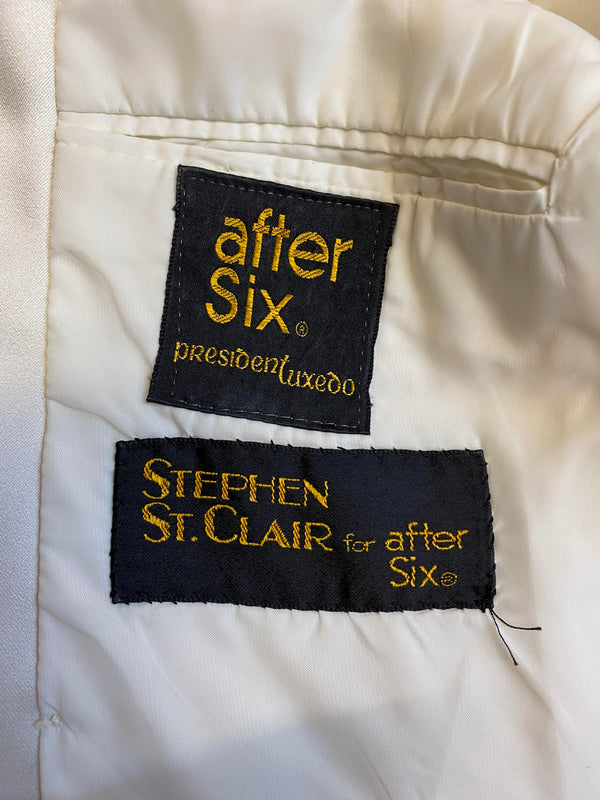 after
Six®
presidentuxedo
STEPHEN
ST. CLAIR for after
Six®